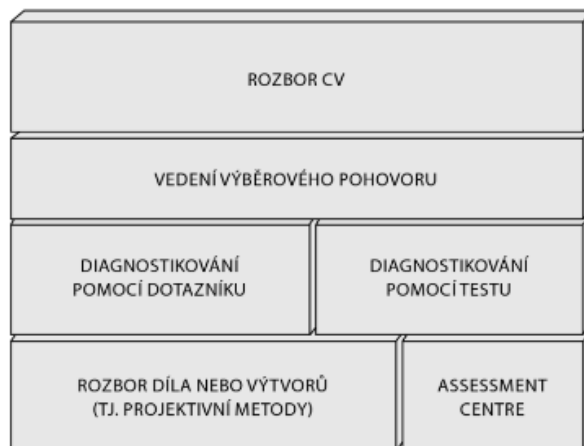 ROZBOR CV
VEDENÍ VÝBĚROVÉHO POHOVORU
DIAGNOSTIKOVÁNÍ
POMOCÍ DOTAZNÍKU
DIAGNOSTIKOVÁNÍ
POMOCÍ TESTU
ROZBOR DÍLA NEBO VÝTVORŮ
(TJ. PROJEKTIVNÍ METODY)
ASSESSMENT
CENTRE